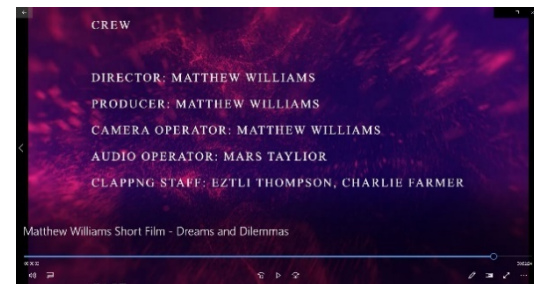 CREW
DIRECTOR: MATTHEW WILLIAMS
PRODUCER: MATTHEW WILLIAMS
CAMERA OPERATOR: MATTHEW WILLIAMS
AUDIO OPERATOR: MARS TAYLIOR
CLAPPNG STAFF: EZTLI THOMPSON, CHARLIE FARMER
Matthew Williams Short Film - Dreams and Dilemmas